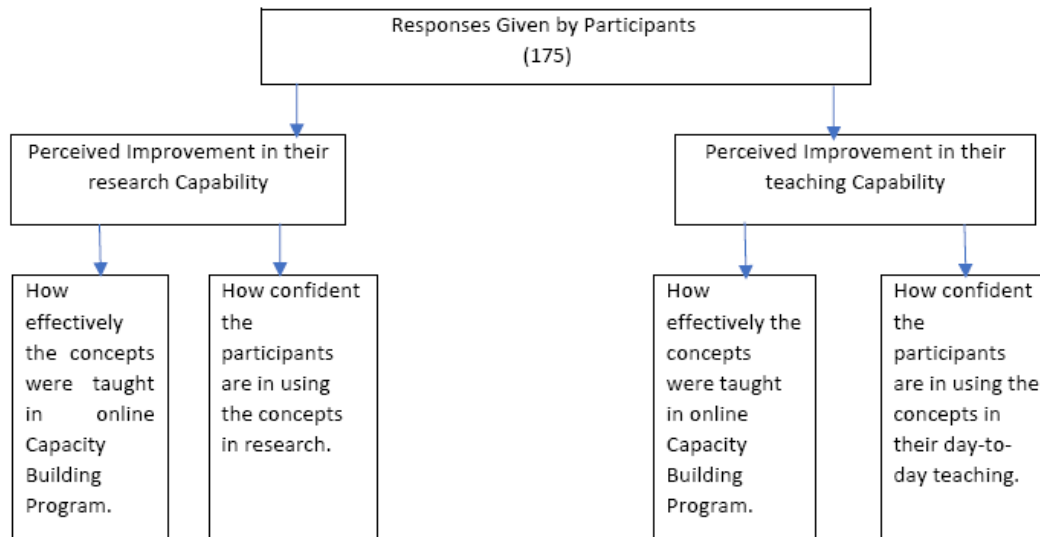 Responses Given by Participants
(175)
Perceived Improvement in their
research Capability
Perceived Improvement in their
teaching Capability
How
effectively
the concepts
were taught
in online
Capacity
Building
Program.
How confident
the
participants
are in using
the concepts
in research.
How
effectively the
concepts
were taught
in online
Capacity
Building
Program.
How confident
the
participants
are in using the
concepts in
their day-to-
day teaching.